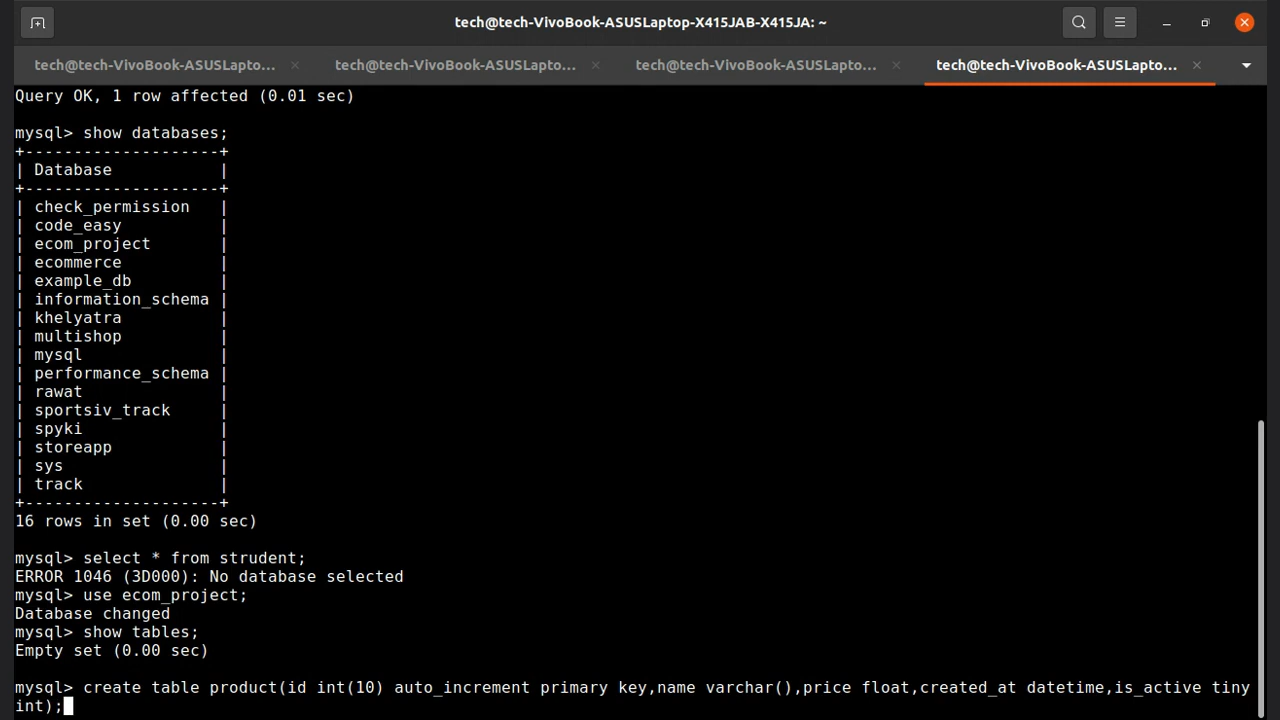 tech@tech-VivoBook-ASUSLaptop-X415JAB-X415JA: ~
tech@tech-VivoBook-ASUSLapto... × tech@tech-VivoBook-ASUSLapto... × tech@tech-VivoBook-ASUSLapto... × tech@tech-VivoBook-ASUSLapto... ×
Query OK, 1 row affected (0.01 sec)
mysql> show databases;
+--------------------+
| Database           |
+--------------------+
| check_permission   |
| code_easy          |
| ecom_project       |
| ecommerce          |
| example_db         |
| information_schema |
| khelyatra          |
| multishop          |
| mysql              |
| performance_schema |
| rawat              |
| sportsiv_track     |
| spyki              |
| storeapp           |
| sys                |
| track              |
+--------------------+
16 rows in set (0.00 sec)
mysql> select * from strudent;
ERROR 1046 (3D000): No database selected
mysql> use ecom_project;
Database changed
mysql> show tables;
Empty set (0.00 sec)
mysql> create table product(id int(10) auto_increment primary key,name varchar(),price float,created_at datetime,is_active tiny
int);